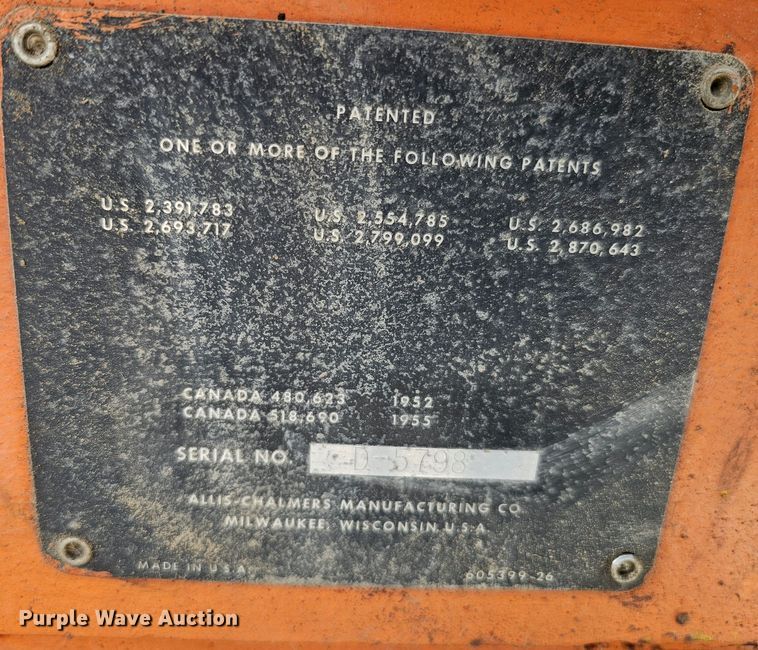 PATENTED
ONE OR MORE OF THE FOLLOWING PATENTS
U.S. 2,391,783 U.S. 2,554,785 U.S. 2,686,982
U.S. 2,693,717 U.S. 2,799,099 U.S. 2,870,643
CANADA 480,623 1952
CANADA 518,690 1955
SERIAL NO.
ALLIS-CHALMERS MANUFACTURING CO
MILWAUKEE, WISCONSIN U.S.A
MADE IN U.S.A. 605399-26
Purple Wave Auction